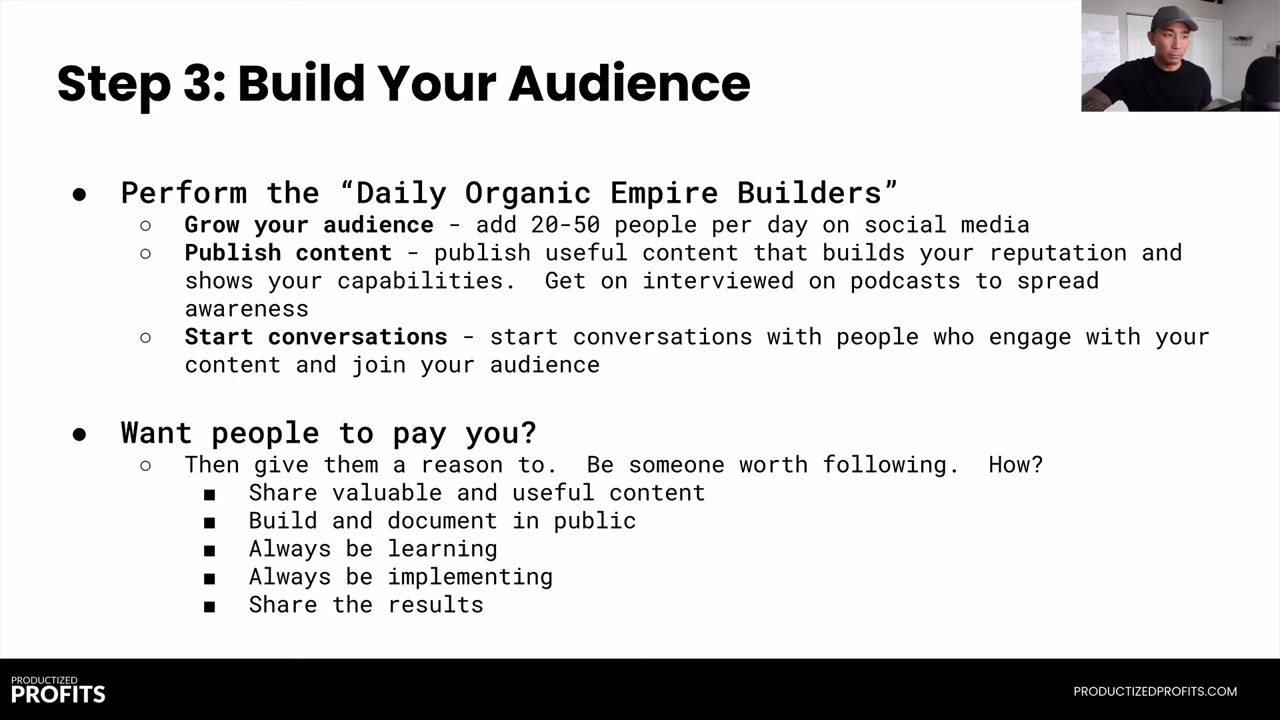 Step 3: Build Your Audience
● Perform the “Daily Organic Empire Builders”
○ Grow your audience - add 20-50 people per day on social media
○ Publish content - publish useful content that builds your reputation and
shows your capabilities.  Get on interviewed on podcasts to spread
awareness
○ Start conversations - start conversations with people who engage with your
content and join your audience
● Want people to pay you?
○ Then give them a reason to.  Be someone worth following.  How?
■ Share valuable and useful content
■ Build and document in public
■ Always be learning
■ Always be implementing
■ Share the results
PRODUCTIZED
PROFITS
PRODUCTIZEDPROFITS.COM